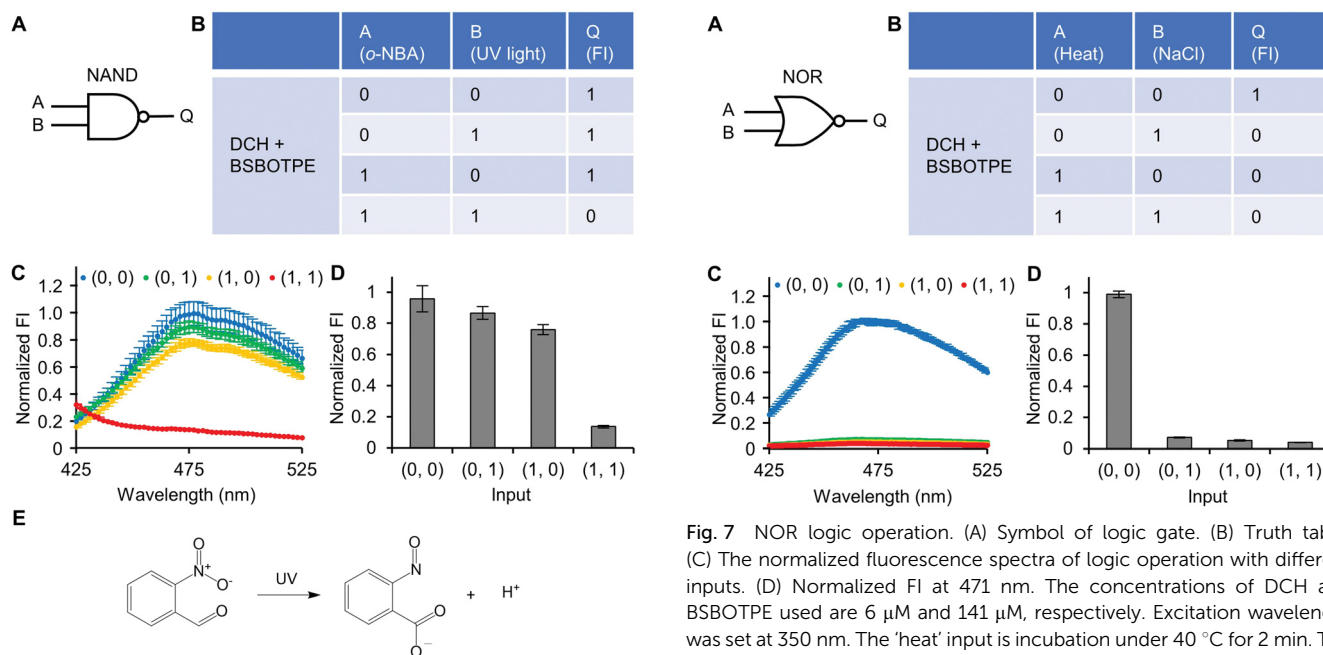 A
NAND
A
B
Q
B
A B Q
(o-NBA) (UV light) (FI)
DCH +
BSBOTPE
0 0 1
0 1 1
1 0 1
1 1 0
C
(0, 0) (0, 1) (1, 0) (1, 1)
Normalized FI
1.2
1.0
0.8
0.6
0.4
0.2
0
425 475 525
Wavelength (nm)
D
Normalized FI
1
0.8
0.6
0.4
0.2
0
(0, 0) (0, 1) (1, 0) (1, 1)
Input
E
O
N+
O-
O
UV
O
N
O
O−
+ H+
A
NOR
A
B
Q
B
A B Q
(Heat) (NaCl) (FI)
DCH +
BSBOTPE
0 0 1
0 1 0
1 0 0
1 1 0
C
(0, 0) (0, 1) (1, 0) (1, 1)
Normalized FI
1.2
1.0
0.8
0.6
0.4
0.2
0
425 475 525
Wavelength (nm)
D
Normalized FI
1
0.8
0.6
0.4
0.2
0
(0, 0) (0, 1) (1, 0) (1, 1)
Input
Fig. 7 NOR logic operation. (A) Symbol of logic gate. (B) Truth tab
(C) The normalized fluorescence spectra of logic operation with differe
inputs. (D) Normalized FI at 471 nm. The concentrations of DCH a
BSBOTPE used are 6 μM and 141 μM, respectively. Excitation wavelen
was set at 350 nm. The ‘heat’ input is incubation under 40 °C for 2 min. T